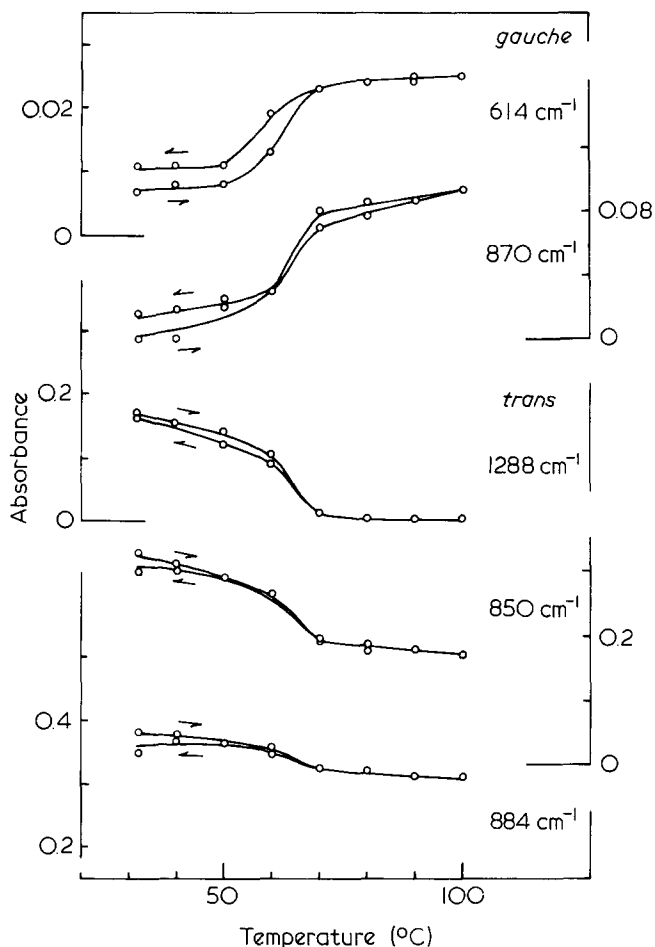 gauche
0.02
614 cm⁻¹
0
0.08
870 cm⁻¹
0
0.2
trans
Absorbance
1288 cm⁻¹
0
850 cm⁻¹
0.2
0.4
0
884 cm⁻¹
0.2
50
100
Temperature (°C)